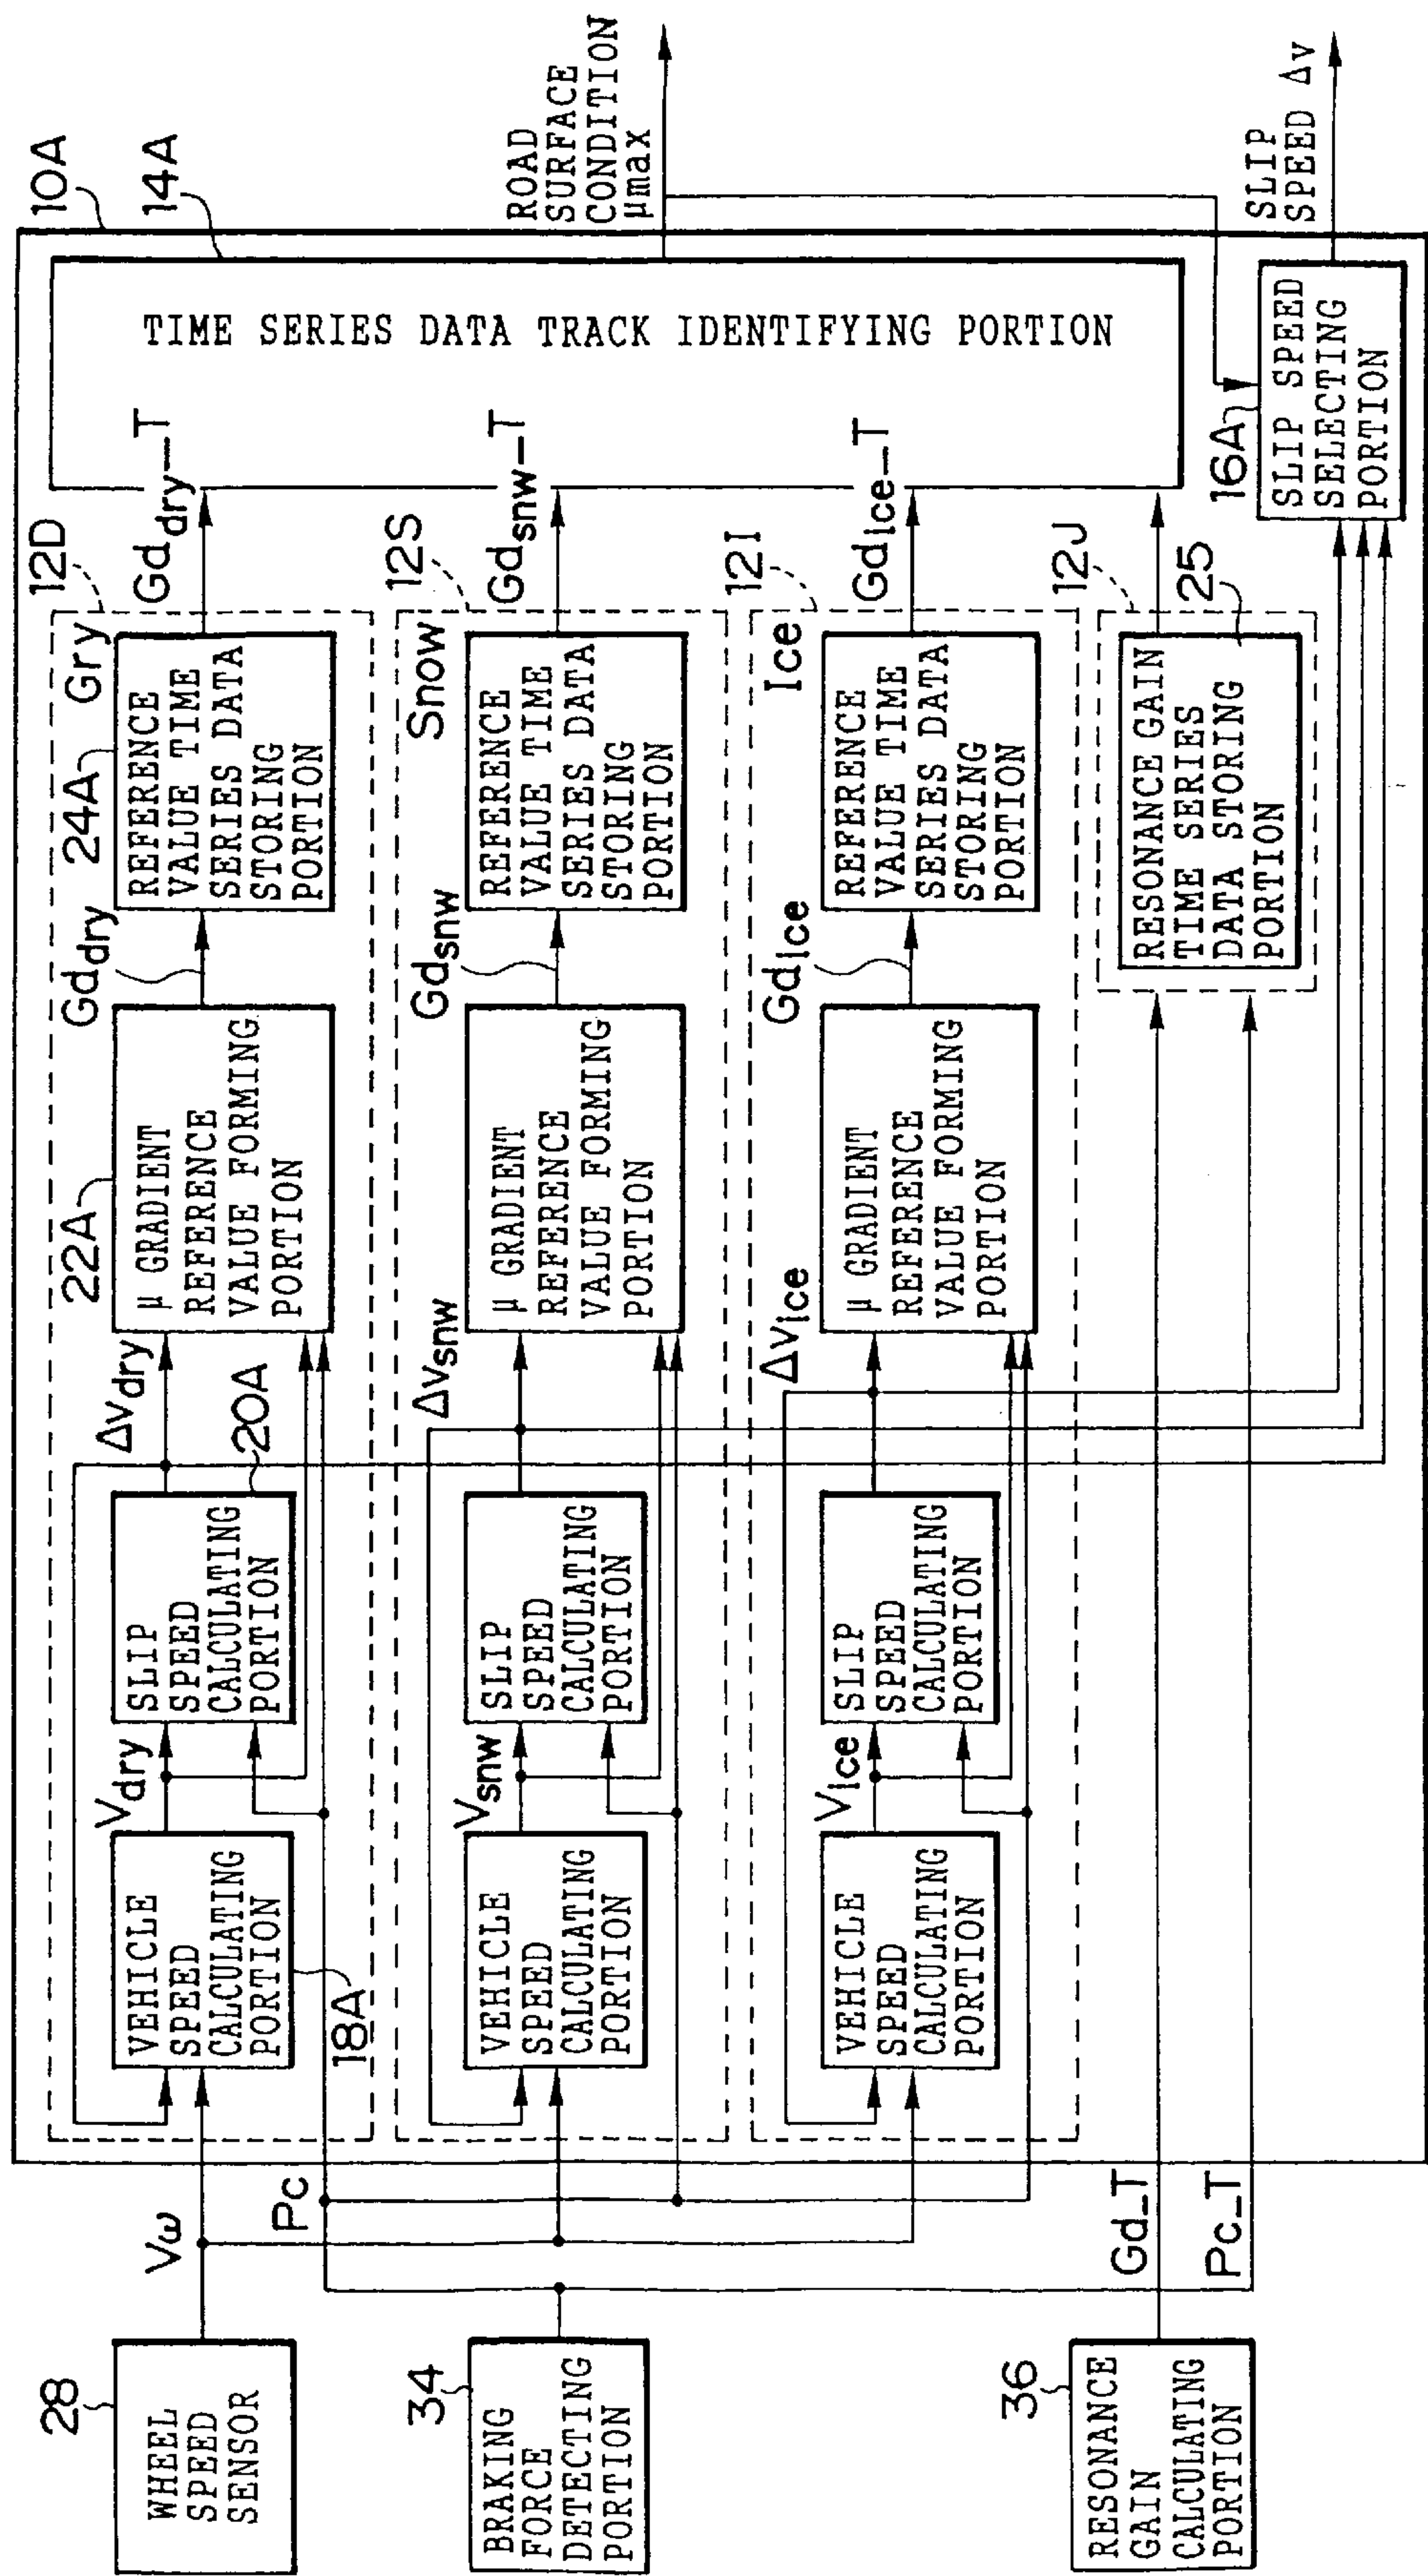 28
WHEEL
SPEED
SENSOR
34
BRAKING
FORCE
DETECTING
PORTION
36
RESONANCE
GAIN
CALCULATING
PORTION
Vω
Pc
Gd_T
Pc_T
10A
12D
VEHICLE
SPEED
CALCULATING
PORTION
18A
Vdry
SLIP
SPEED
CALCULATING
PORTION
20A
Δvdry
22A
μ GRADIENT
REFERENCE
VALUE FORMING
PORTION
Gddry
24A
Gry
REFERENCE
VALUE TIME
SERIES DATA
STORING
PORTION
Gddry_T
12S
VEHICLE
SPEED
CALCULATING
PORTION
Vsnw
SLIP
SPEED
CALCULATING
PORTION
Δvsnw
μ GRADIENT
REFERENCE
VALUE FORMING
PORTION
Gdsnw
Snow
REFERENCE
VALUE TIME
SERIES DATA
STORING
PORTION
Gdsnw_T
12I
VEHICLE
SPEED
CALCULATING
PORTION
Vice
SLIP
SPEED
CALCULATING
PORTION
Δvice
μ GRADIENT
REFERENCE
VALUE FORMING
PORTION
Gdice
Ice
REFERENCE
VALUE TIME
SERIES DATA
STORING
PORTION
Gdice_T
12J
25
RESONANCE GAIN
TIME SERIES
DATA STORING
PORTION
14A
TIME SERIES DATA TRACK IDENTIFYING PORTION
16A
SLIP SPEED
SELECTING
PORTION
ROAD
SURFACE
CONDITION
μmax
SLIP
SPEED Δv